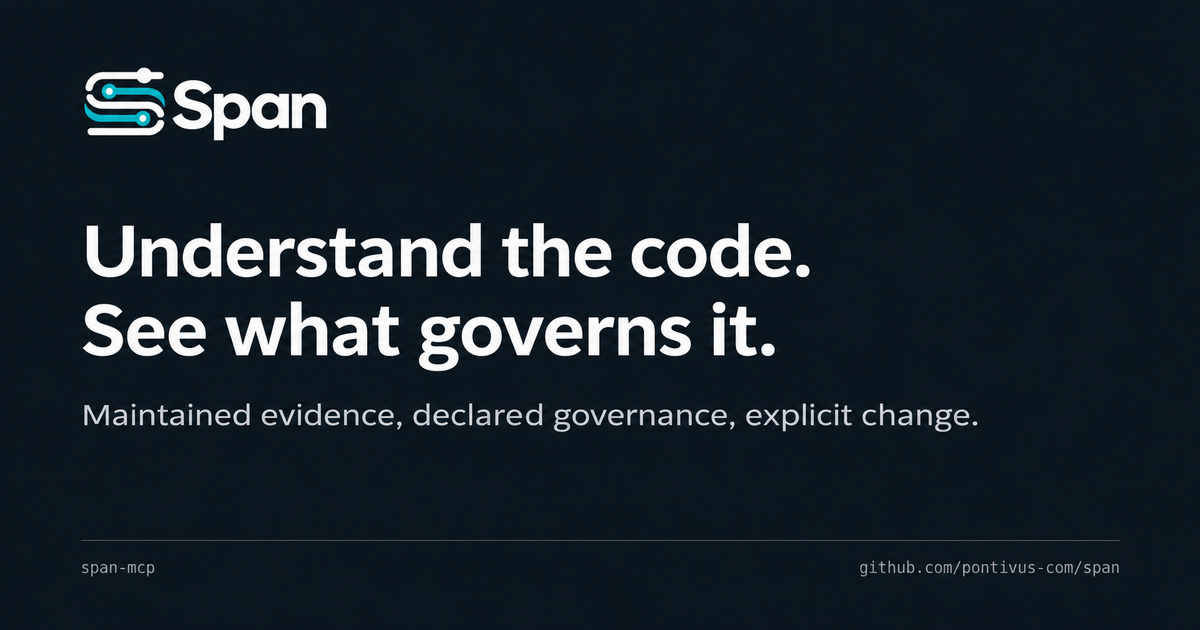 Span
Understand the code.
See what governs it.
Maintained evidence, declared governance, explicit change.
span-mcp
github.com/pontivus-com/span